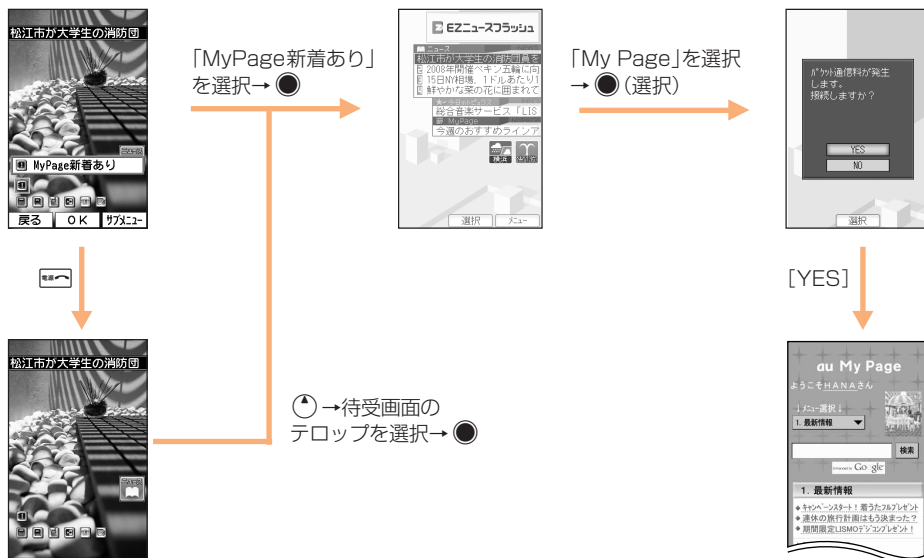 松江市が大学生の消防団
MyPage新着あり
戻る
OK
サブメニュー
「MyPage新着あり」
を選択→
EZニュースフラッシュ
ニュース
松江市が大学生の消防団員を
2008年開催ペキン五輪に向
15日NY相場、1ドルあたり1
鮮やかな菜の花に囲まれて
今日のトピックス
総合音楽サービス「LIS
MyPage
今週のおすすめラインア
横浜
選択
メニュー
「My Page」を選択
→ (選択)
パケット通信料が発生
します。
接続しますか？
YES
NO
選択
電源
松江市が大学生の消防団
→待受画面の
テロップを選択→
[YES]
au My Page
ようこそHANAさん
↓メニュー選択↓
1. 最新情報
検索
Google
1. 最新情報
キャンペーンスタート！着うたフルプレゼント
連休の旅行計画はもう決まった？
期間限定LISMOデジコンプレゼント！